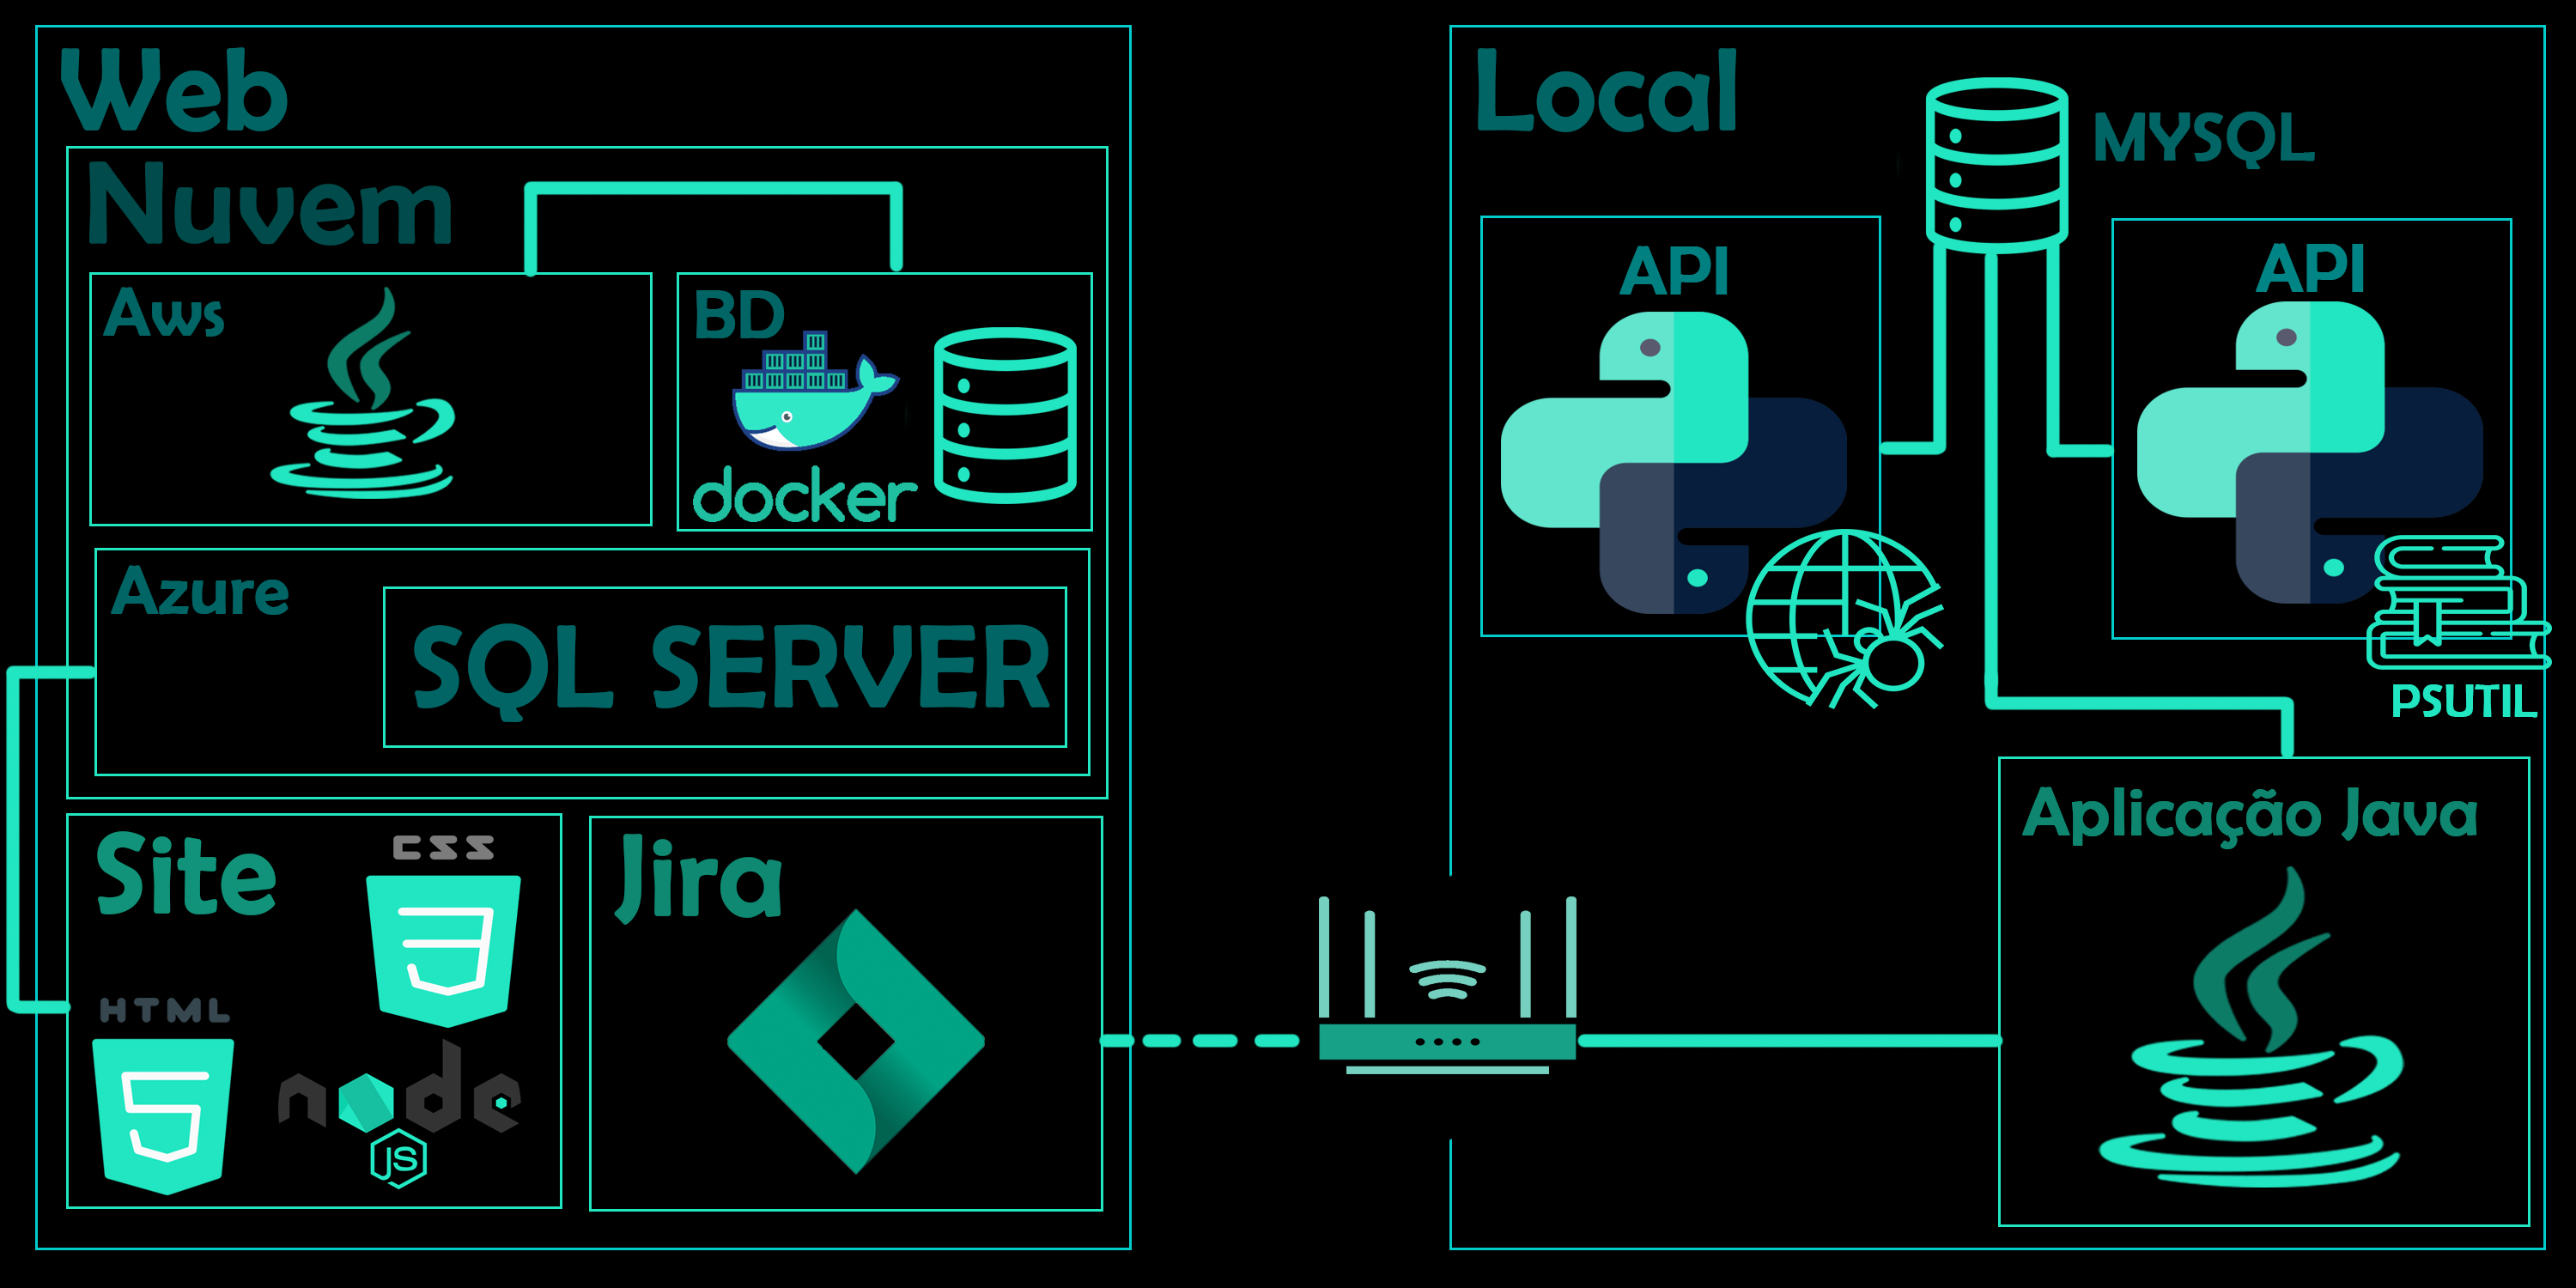 Web
Nuvem
Aws
BD
docker
Azure
SQL SERVER
Site
CSS
HTML
node
JS
Jira
Local
MYSQL
API
API
PSUTIL
Aplicação Java